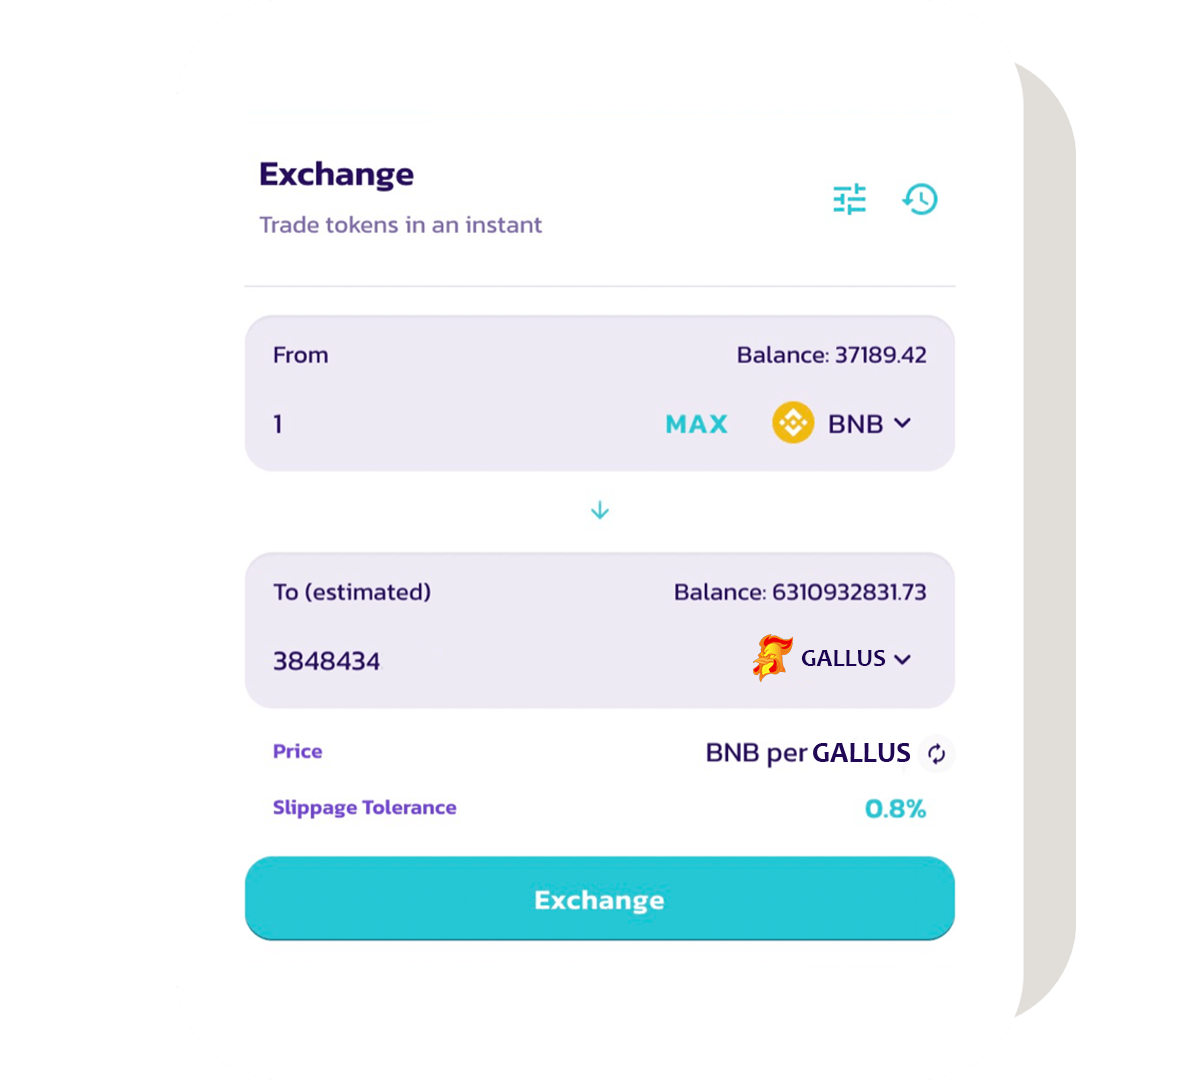 Exchange
Trade tokens in an instant
From
Balance: 37189.42
1
MAX
BNB
To (estimated)
Balance: 6310932831.73
3848434
GALLUS
Price
BNB per GALLUS
Slippage Tolerance
0.8%
Exchange